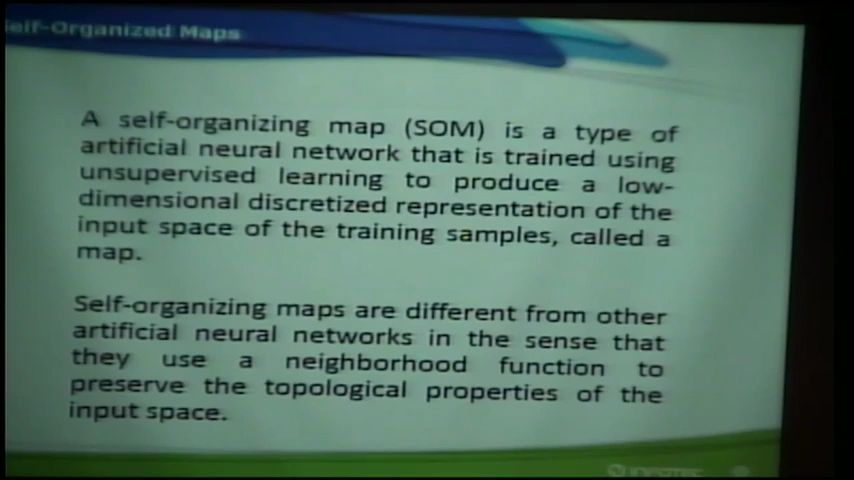 Self-Organized Maps
A self-organizing map (SOM) is a type of
artificial neural network that is trained using
unsupervised learning to produce a low-
dimensional discretized representation of the
input space of the training samples, called a
map.
Self-organizing maps are different from other
artificial neural networks in the sense that
they use a neighborhood function to
preserve the topological properties of the
input space.